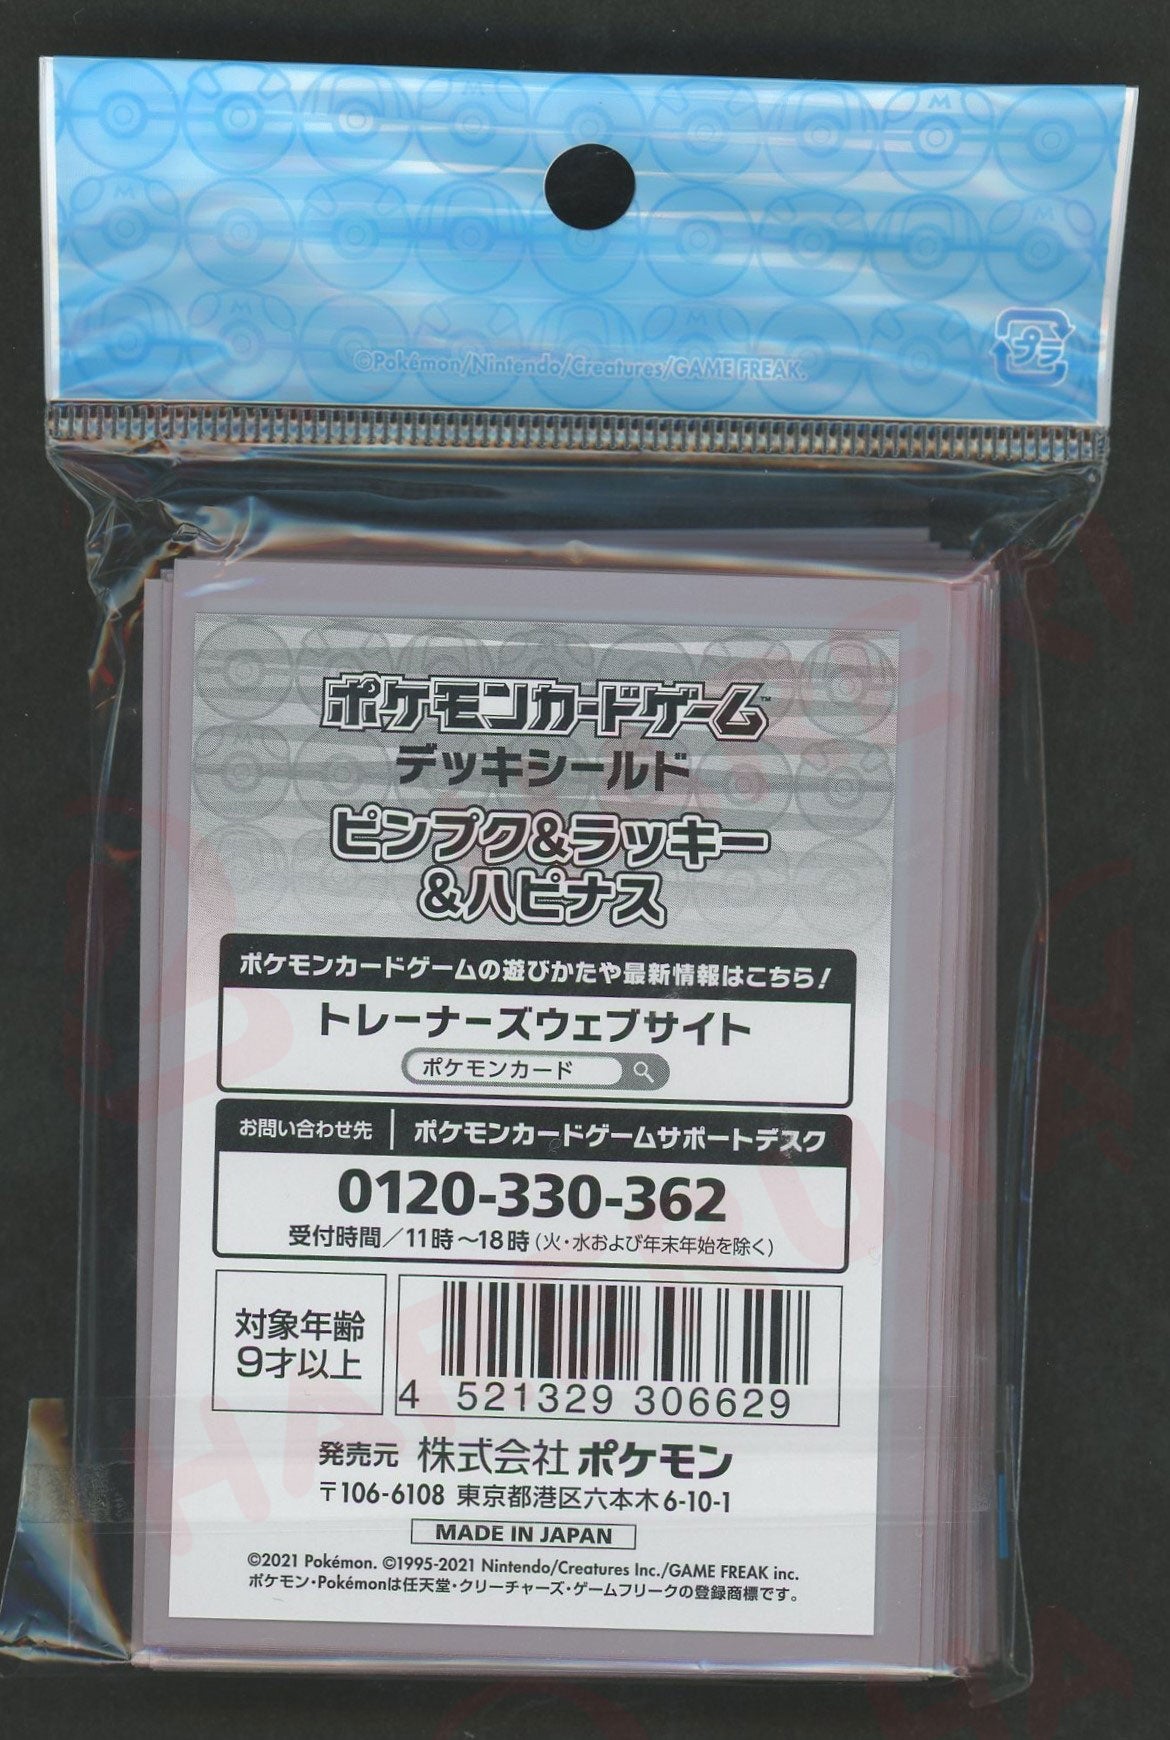 ©Pokémon/Nintendo/Creatures/GAME FREAK.
プラ
ポケモンカードゲーム™
デッキシールド
ピンプク&ラッキー
&ハピナス
ポケモンカードゲームの遊びかたや最新情報はこちら!
トレーナーズウェブサイト
ポケモンカード
お問い合わせ先 ポケモンカードゲームサポートデスク
0120-330-362
受付時間/11時~18時(火・水および年末年始を除く)
対象年齢
9才以上
4 521329 306629
発売元 株式会社ポケモン
〒106-6108 東京都港区六本木6-10-1
MADE IN JAPAN
©2021 Pokémon. ©1995-2021 Nintendo/Creatures Inc./GAME FREAK inc.
ポケモン・Pokémonは任天堂・クリーチャーズ・ゲームフリークの登録商標です。